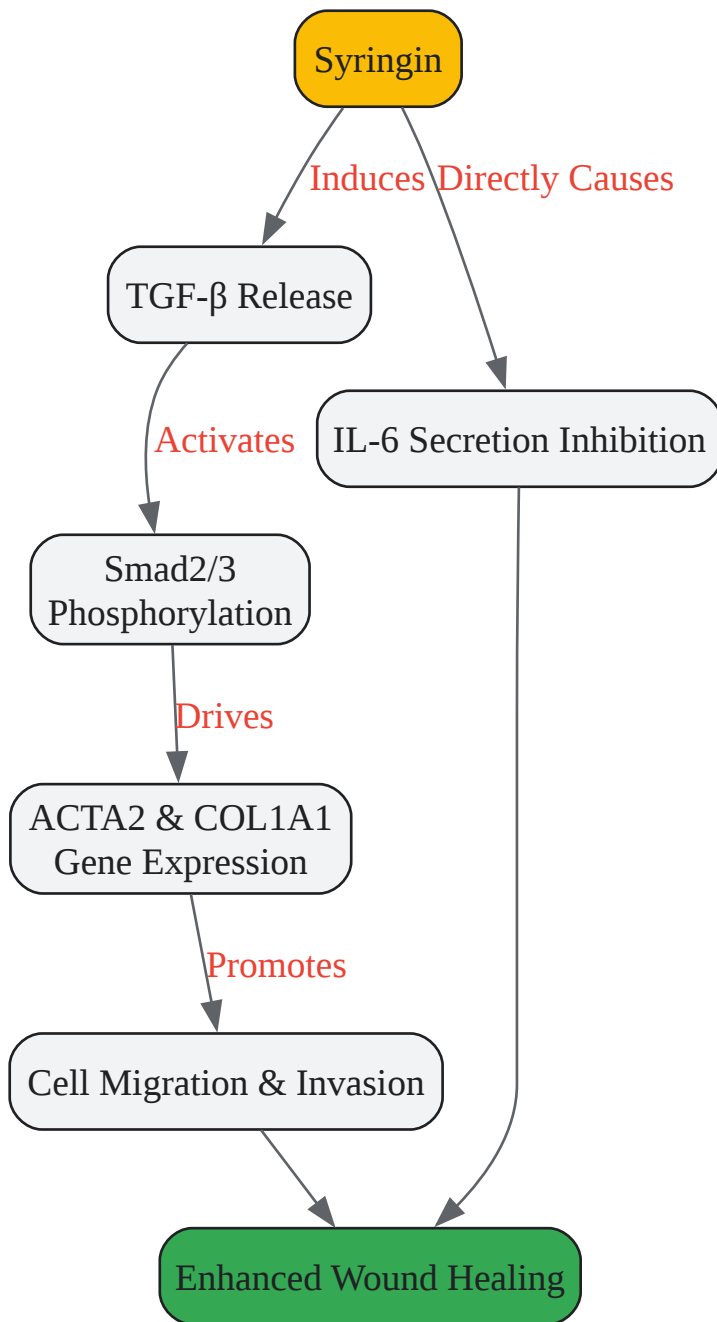 Syringin
Induces
Directly Causes
TGF-β Release
Activates
IL-6 Secretion Inhibition
Smad2/3
Phosphorylation
Drives
ACTA2 & COL1A1
Gene Expression
Promotes
Cell Migration & Invasion
Enhanced Wound Healing